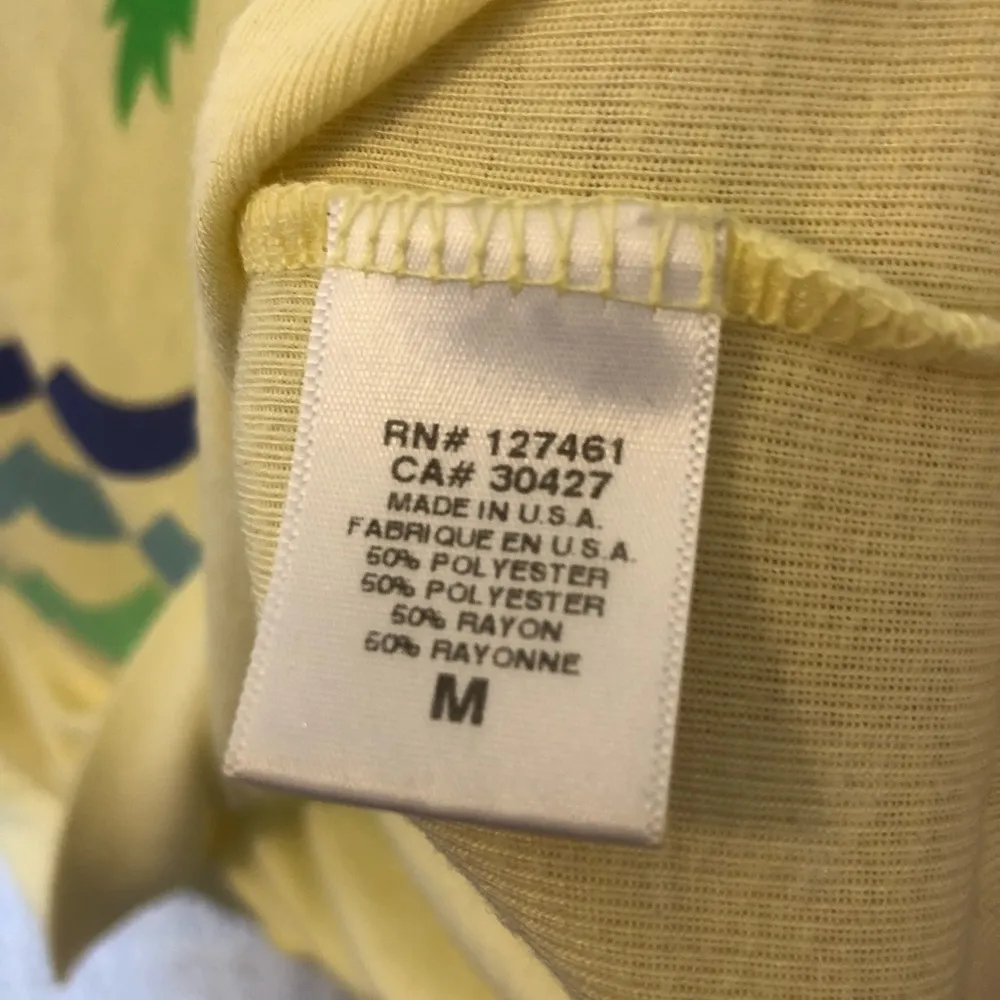 RN# 127461
CA# 30427
MADE IN U.S.A.
FABRIQUE EN U.S.A.
50% POLYESTER
50% POLYESTER
50% RAYON
50% RAYONNE
M